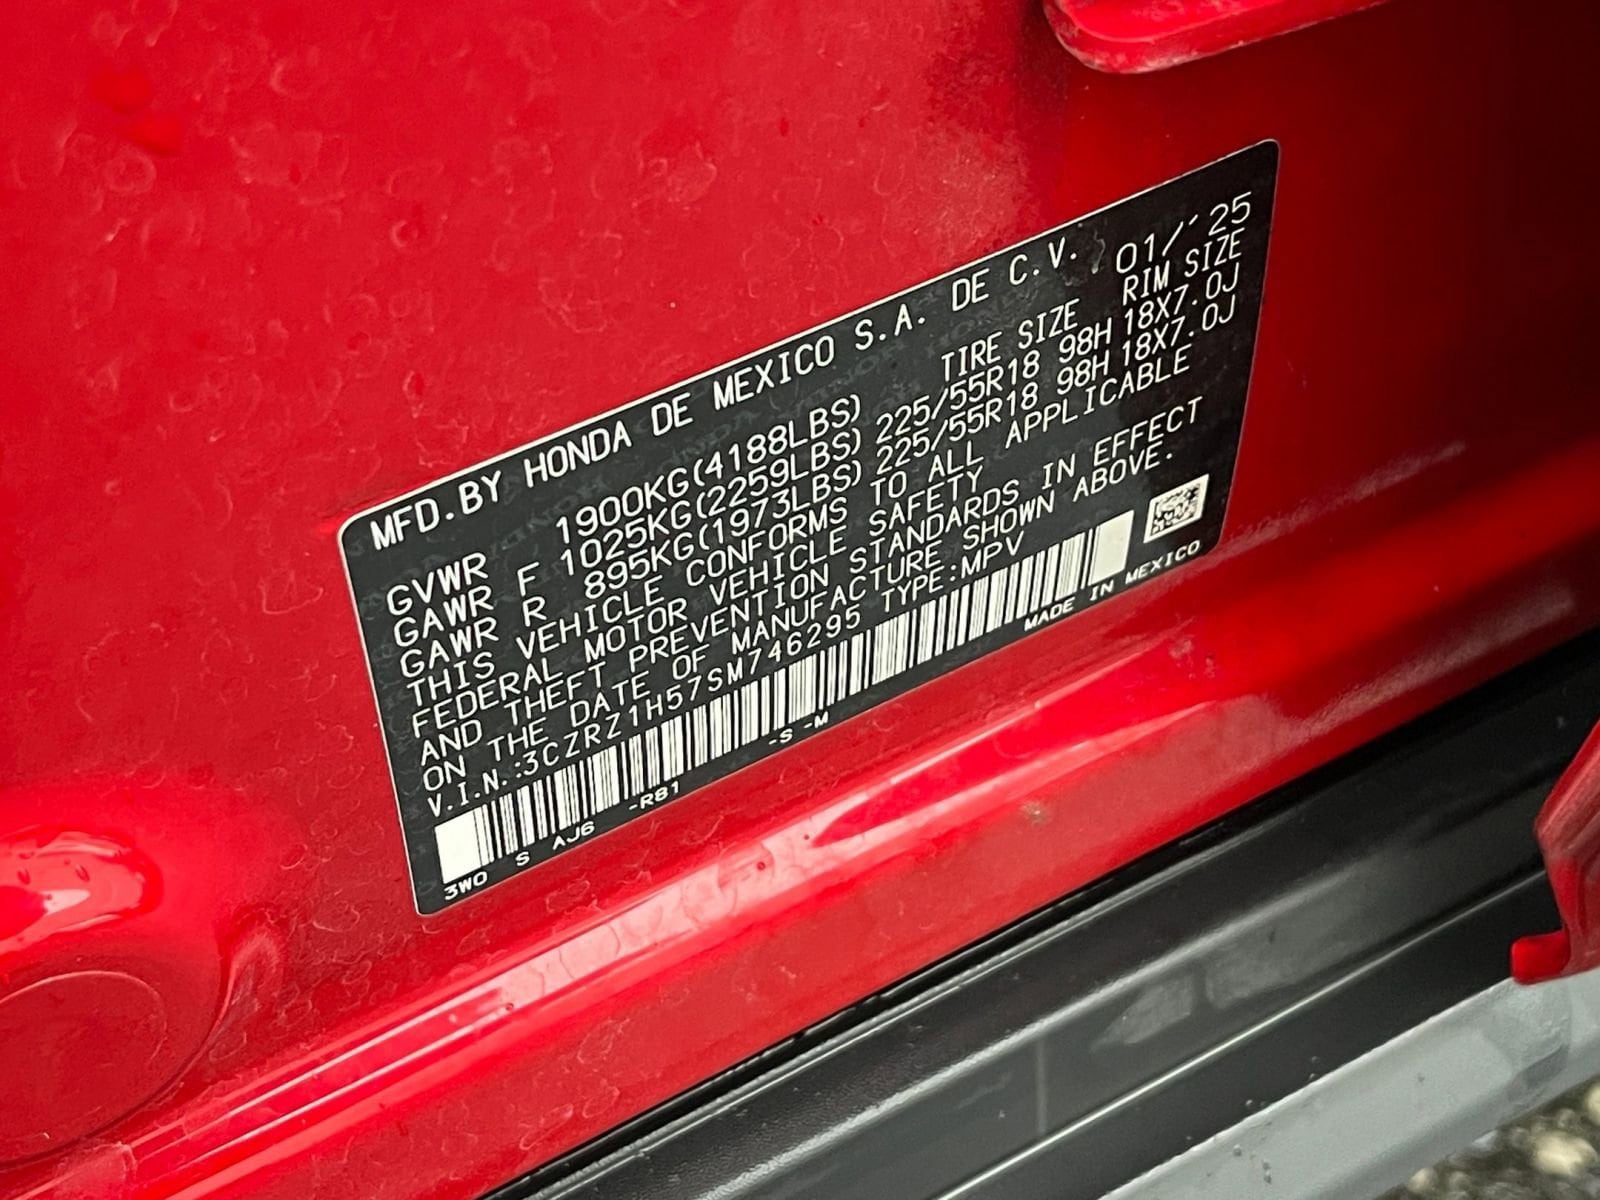 MFD.BY HONDA DE MEXICO S.A. DE C.V. 01/'25
TIRE SIZE RIM SIZE
GVWR 1900KG(4188LBS)
GAWR F 1025KG(2259LBS) 225/55R18 98H 18X7.0J
GAWR R 895KG(1973LBS) 225/55R18 98H 18X7.0J
THIS VEHICLE CONFORMS TO ALL APPLICABLE
FEDERAL MOTOR VEHICLE SAFETY
AND THEFT PREVENTION STANDARDS IN EFFECT
ON THE DATE OF MANUFACTURE SHOWN ABOVE.
V.I.N.:3CZRZ1H57SM746295 TYPE:MPV
3W0 S AJ6 -R81 -S -M MADE IN MEXICO